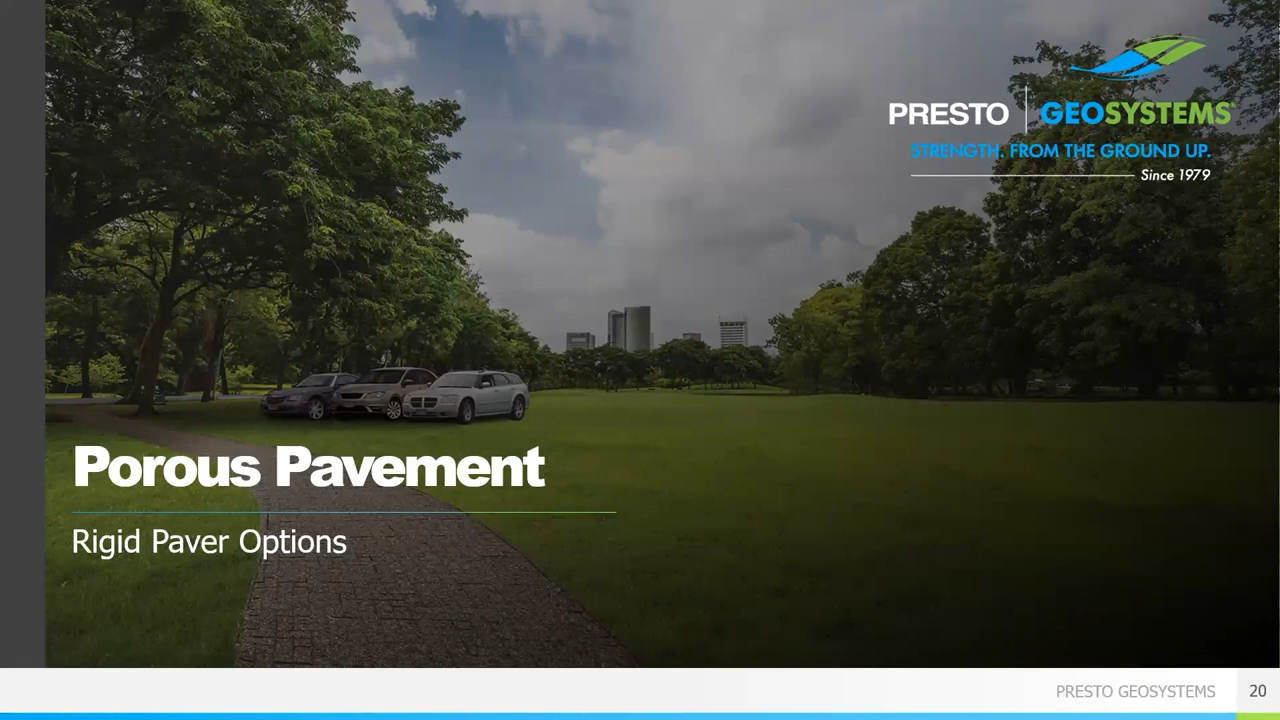 PRESTO GEOSYSTEMS®
STRENGTH. FROM THE GROUND UP.
Since 1979
Porous Pavement
Rigid Paver Options
PRESTO GEOSYSTEMS 20